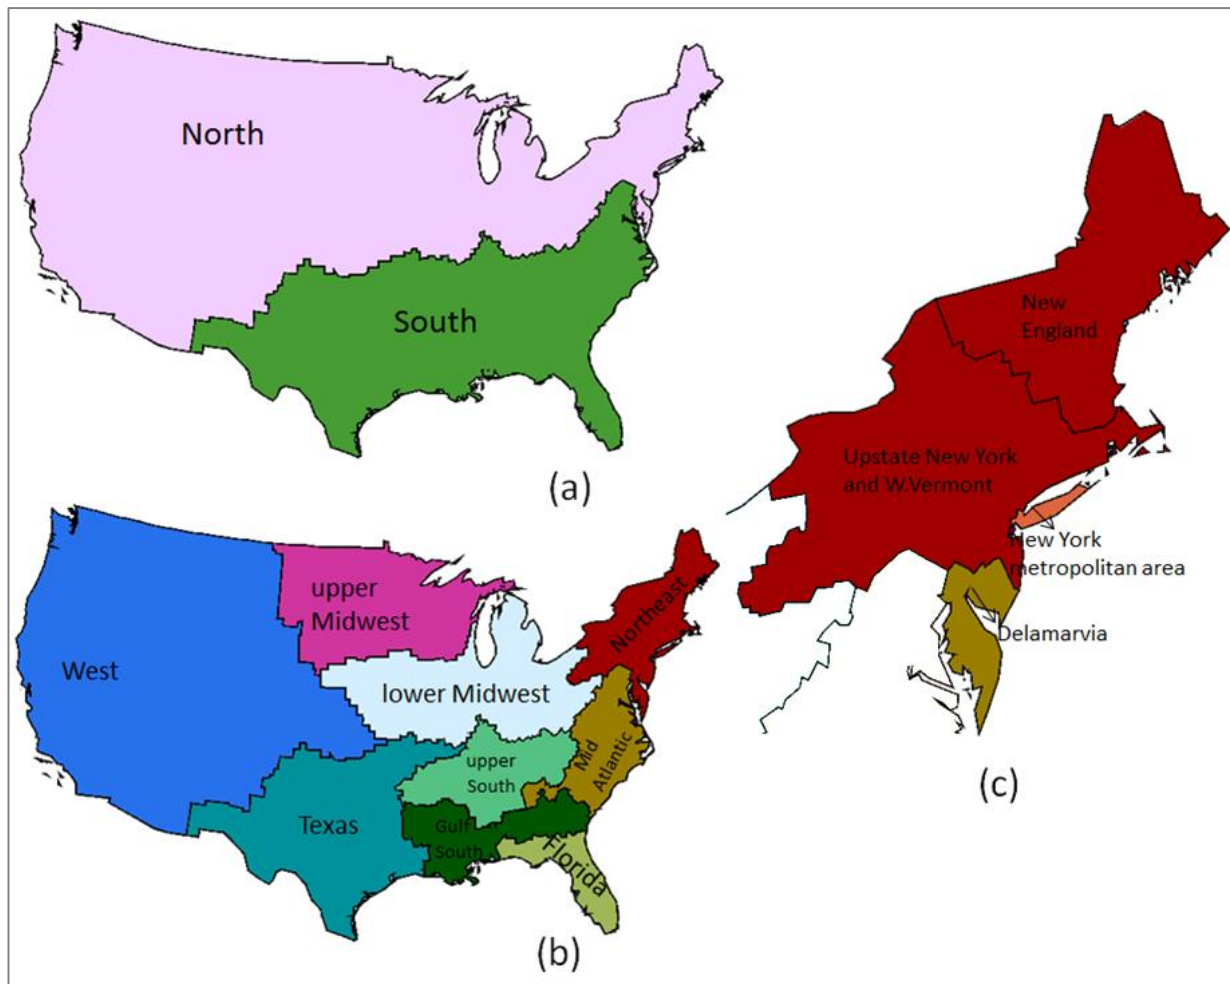 North
South
(a)
New
England
Upstate New York
and W.Vermont
New York
metropolitan area
Delamarvia
(c)
upper
Midwest
Northeast
West
lower Midwest
upper
South
Mid
Atlantic
Texas
Gulf
South
Florida
(b)